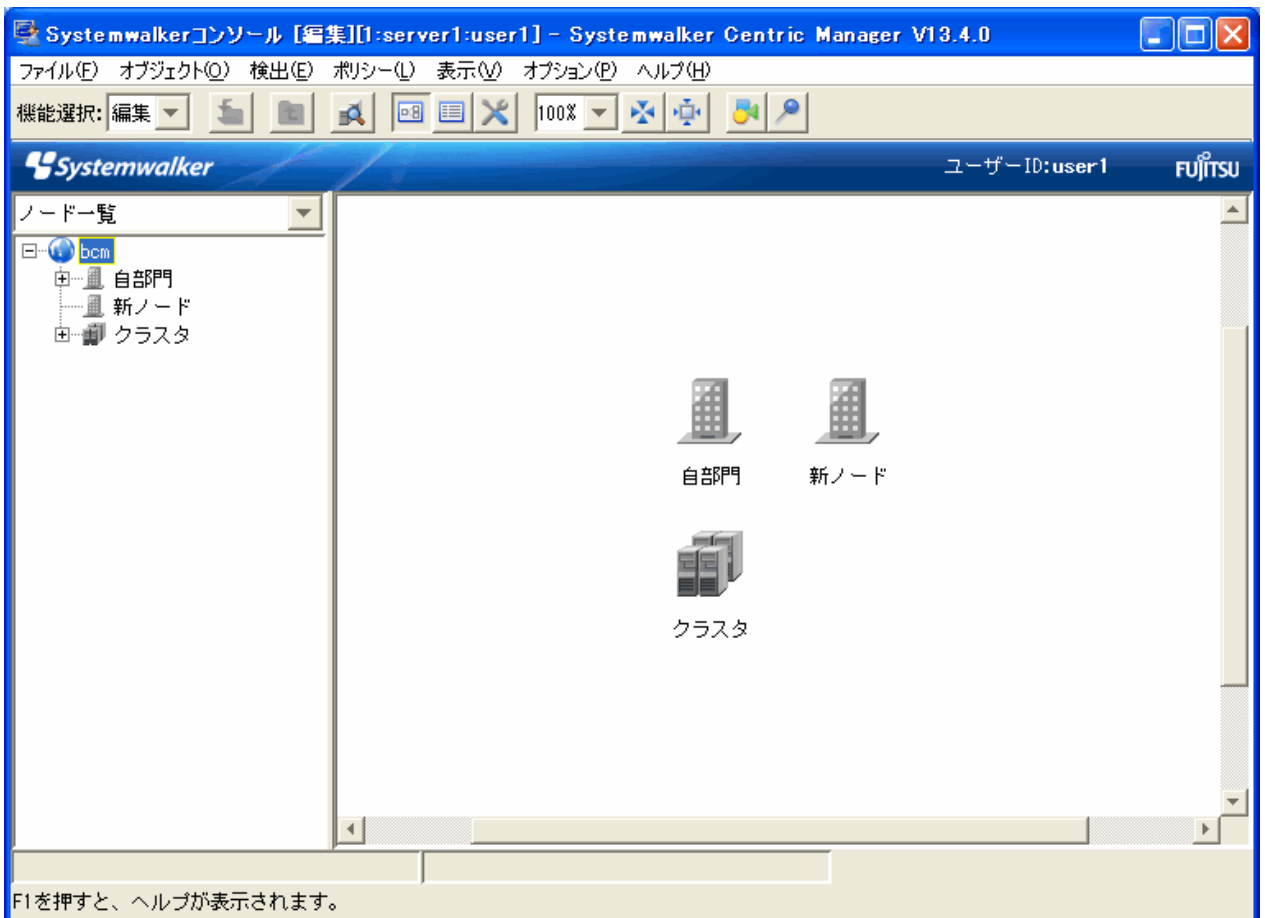 Systemwalkerコンソール [編集][1:server1:user1] - Systemwalker Centric Manager V13.4.0
ファイル(F) オブジェクト(O) 検出(E) ポリシー(L) 表示(V) オプション(P) ヘルプ(H)
機能選択: 編集 100%
Systemwalker ユーザーID:user1 FUJITSU
ノード一覧
bcm
自部門
新ノード
クラスタ
自部門 新ノード
クラスタ
F1を押すと、ヘルプが表示されます。